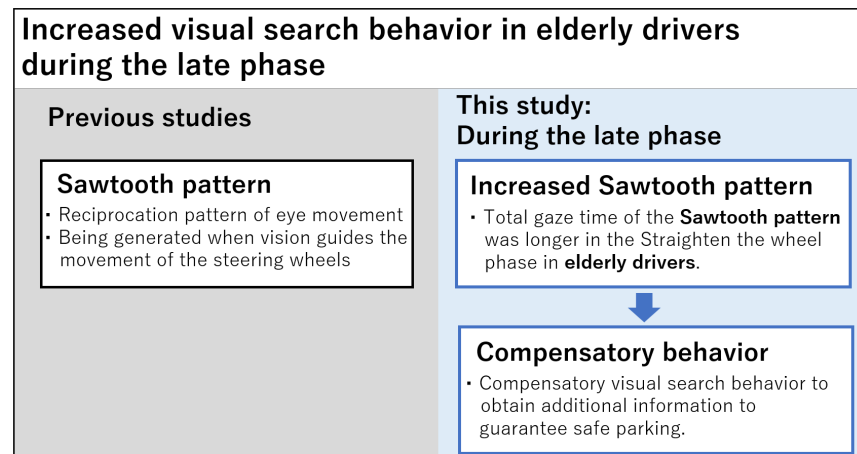 Increased visual search behavior in elderly drivers
during the late phase
Previous studies
Sawtooth pattern
・Reciprocation pattern of eye movement
・Being generated when vision guides the
movement of the steering wheels
This study:
During the late phase
Increased Sawtooth pattern
・Total gaze time of the Sawtooth pattern
was longer in the Straighten the wheel
phase in elderly drivers.
Compensatory behavior
・Compensatory visual search behavior to
obtain additional information to
guarantee safe parking.